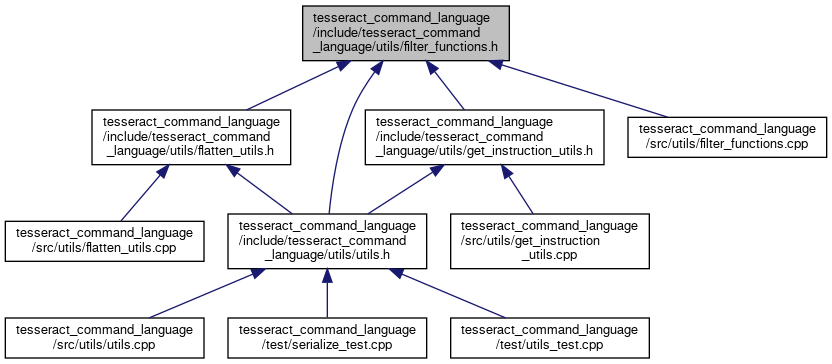 tesseract_command_language
/include/tesseract_command
_language/utils/filter_functions.h
tesseract_command_language
/include/tesseract_command
_language/utils/flatten_utils.h
tesseract_command_language
/include/tesseract_command
_language/utils/get_instruction_utils.h
tesseract_command_language
/src/utils/filter_functions.cpp
tesseract_command_language
/src/utils/flatten_utils.cpp
tesseract_command_language
/include/tesseract_command
_language/utils/utils.h
tesseract_command_language
/src/utils/get_instruction
_utils.cpp
tesseract_command_language
/src/utils/utils.cpp
tesseract_command_language
/test/serialize_test.cpp
tesseract_command_language
/test/utils_test.cpp